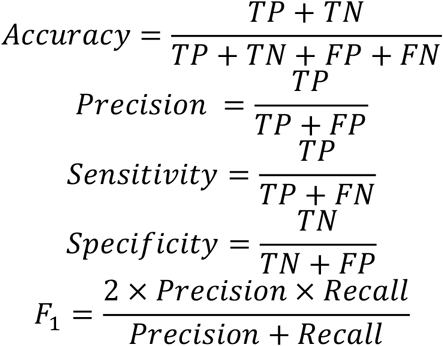 Accuracy = (TP + TN) / (TP + TN + FP + FN)
Precision = TP / (TP + FP)
Sensitivity = TP / (TP + FN)
Specificity = TN / (TN + FP)
F₁ = (2 × Precision × Recall) / (Precision + Recall)